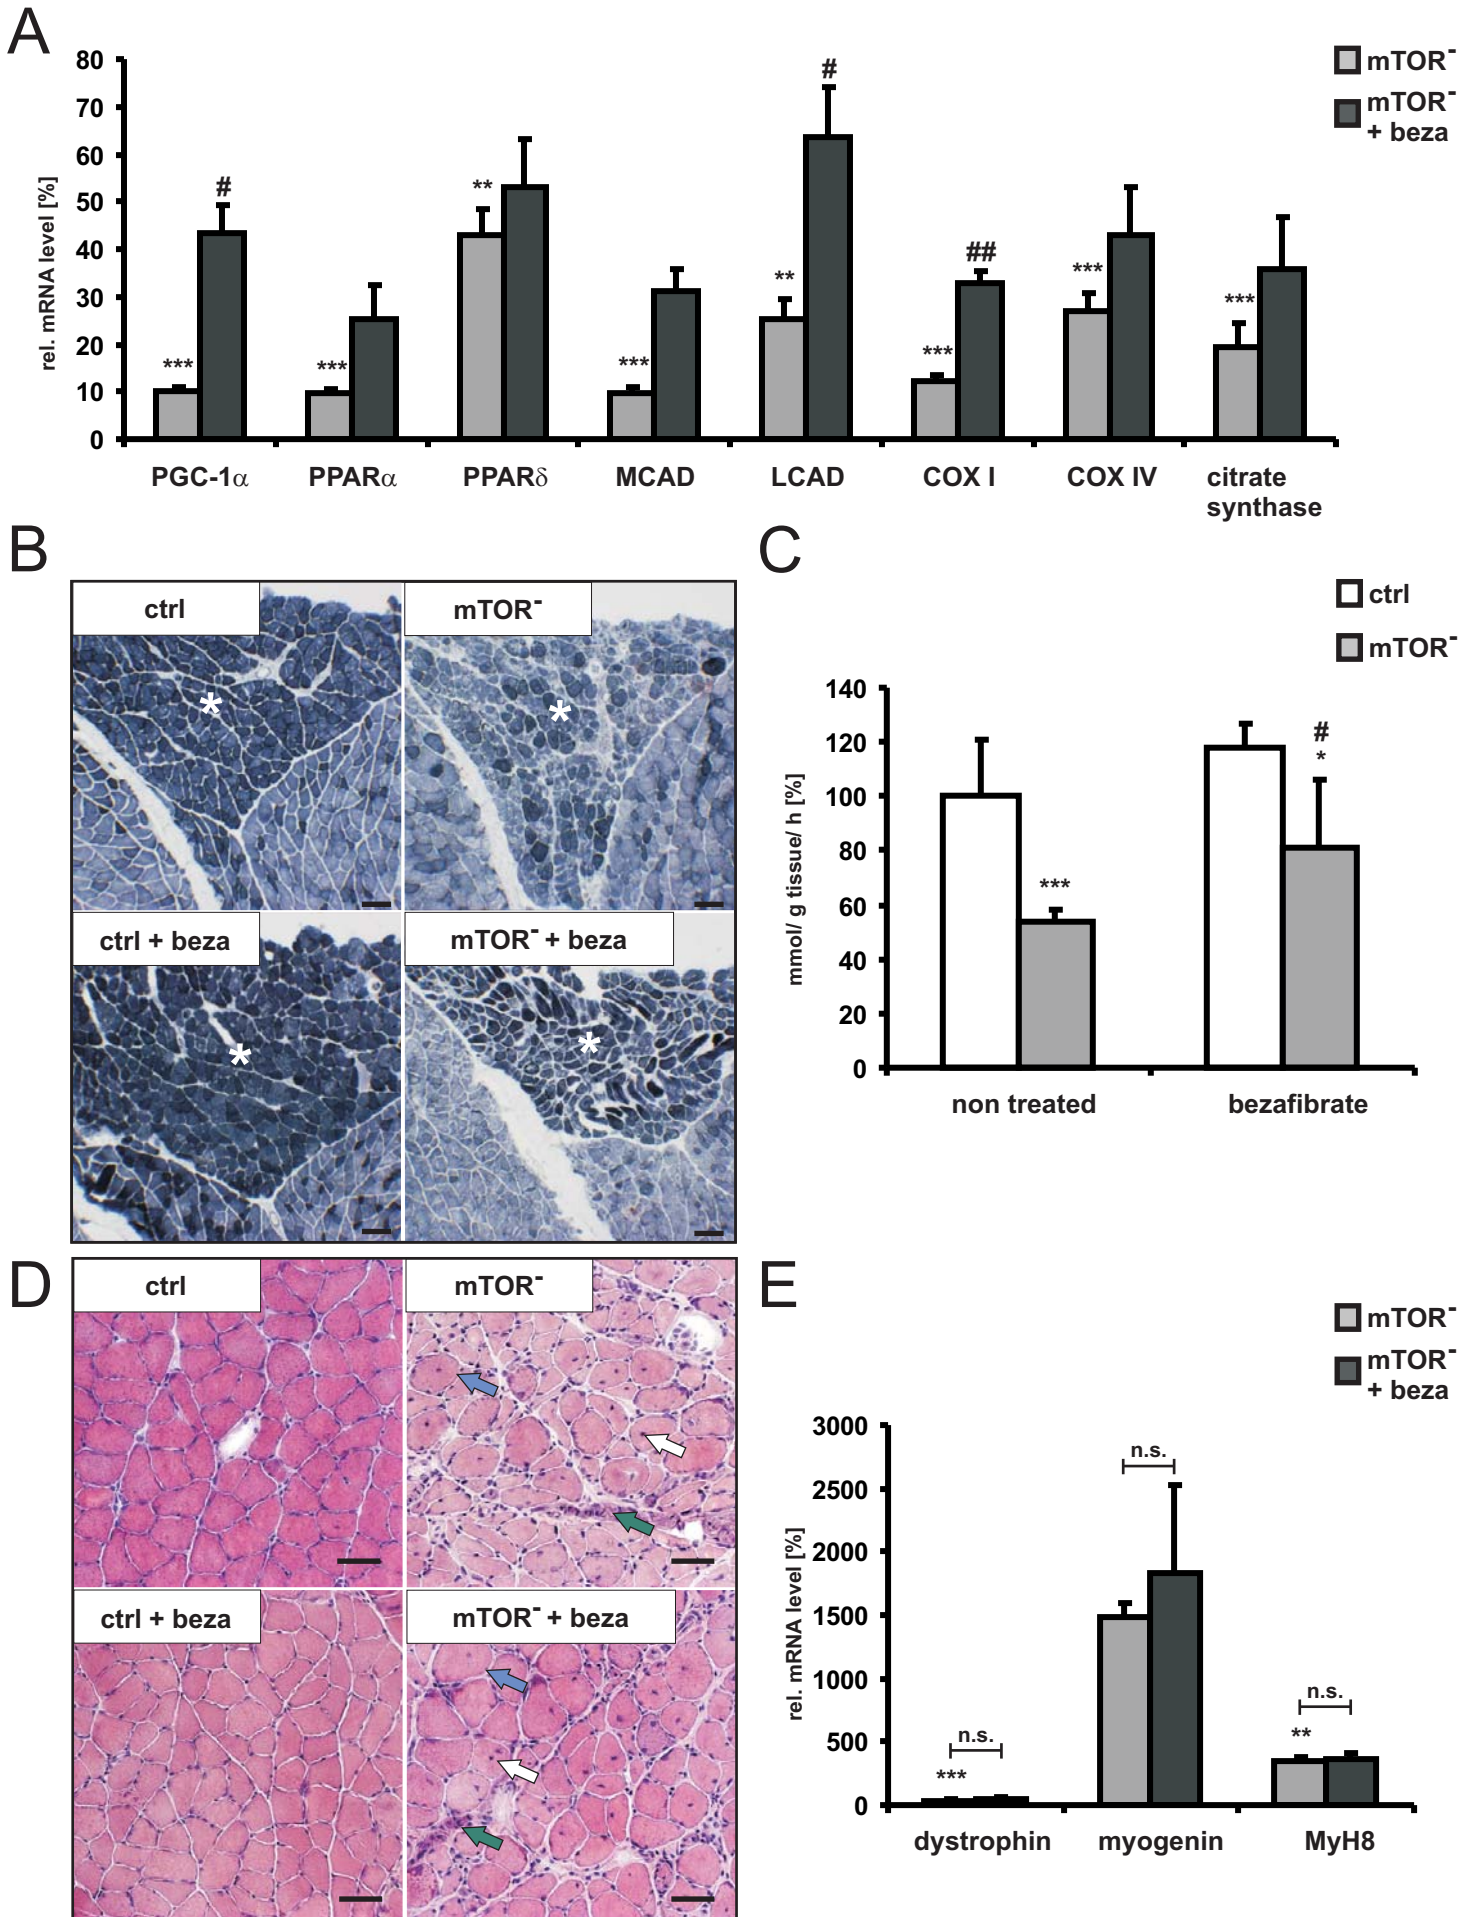 A
mTOR⁻
mTOR⁻
+ beza
rel. mRNA level [%]
80
70
60
50
40
30
20
10
0
***
#
***
**
***
**
#
***
##
***
***
PGC-1α
PPARα
PPARδ
MCAD
LCAD
COX I
COX IV
citrate
synthase
B
ctrl
mTOR⁻
*
*
ctrl + beza
mTOR⁻ + beza
*
*
C
ctrl
mTOR⁻
mmol/ g tissue/ h [%]
140
120
100
80
60
40
20
0
***
#
*
non treated
bezafibrate
D
ctrl
mTOR⁻
ctrl + beza
mTOR⁻ + beza
E
mTOR⁻
mTOR⁻
+ beza
rel. mRNA level [%]
3000
2500
2000
1500
1000
500
0
n.s.
***
n.s.
n.s.
**
dystrophin
myogenin
MyH8